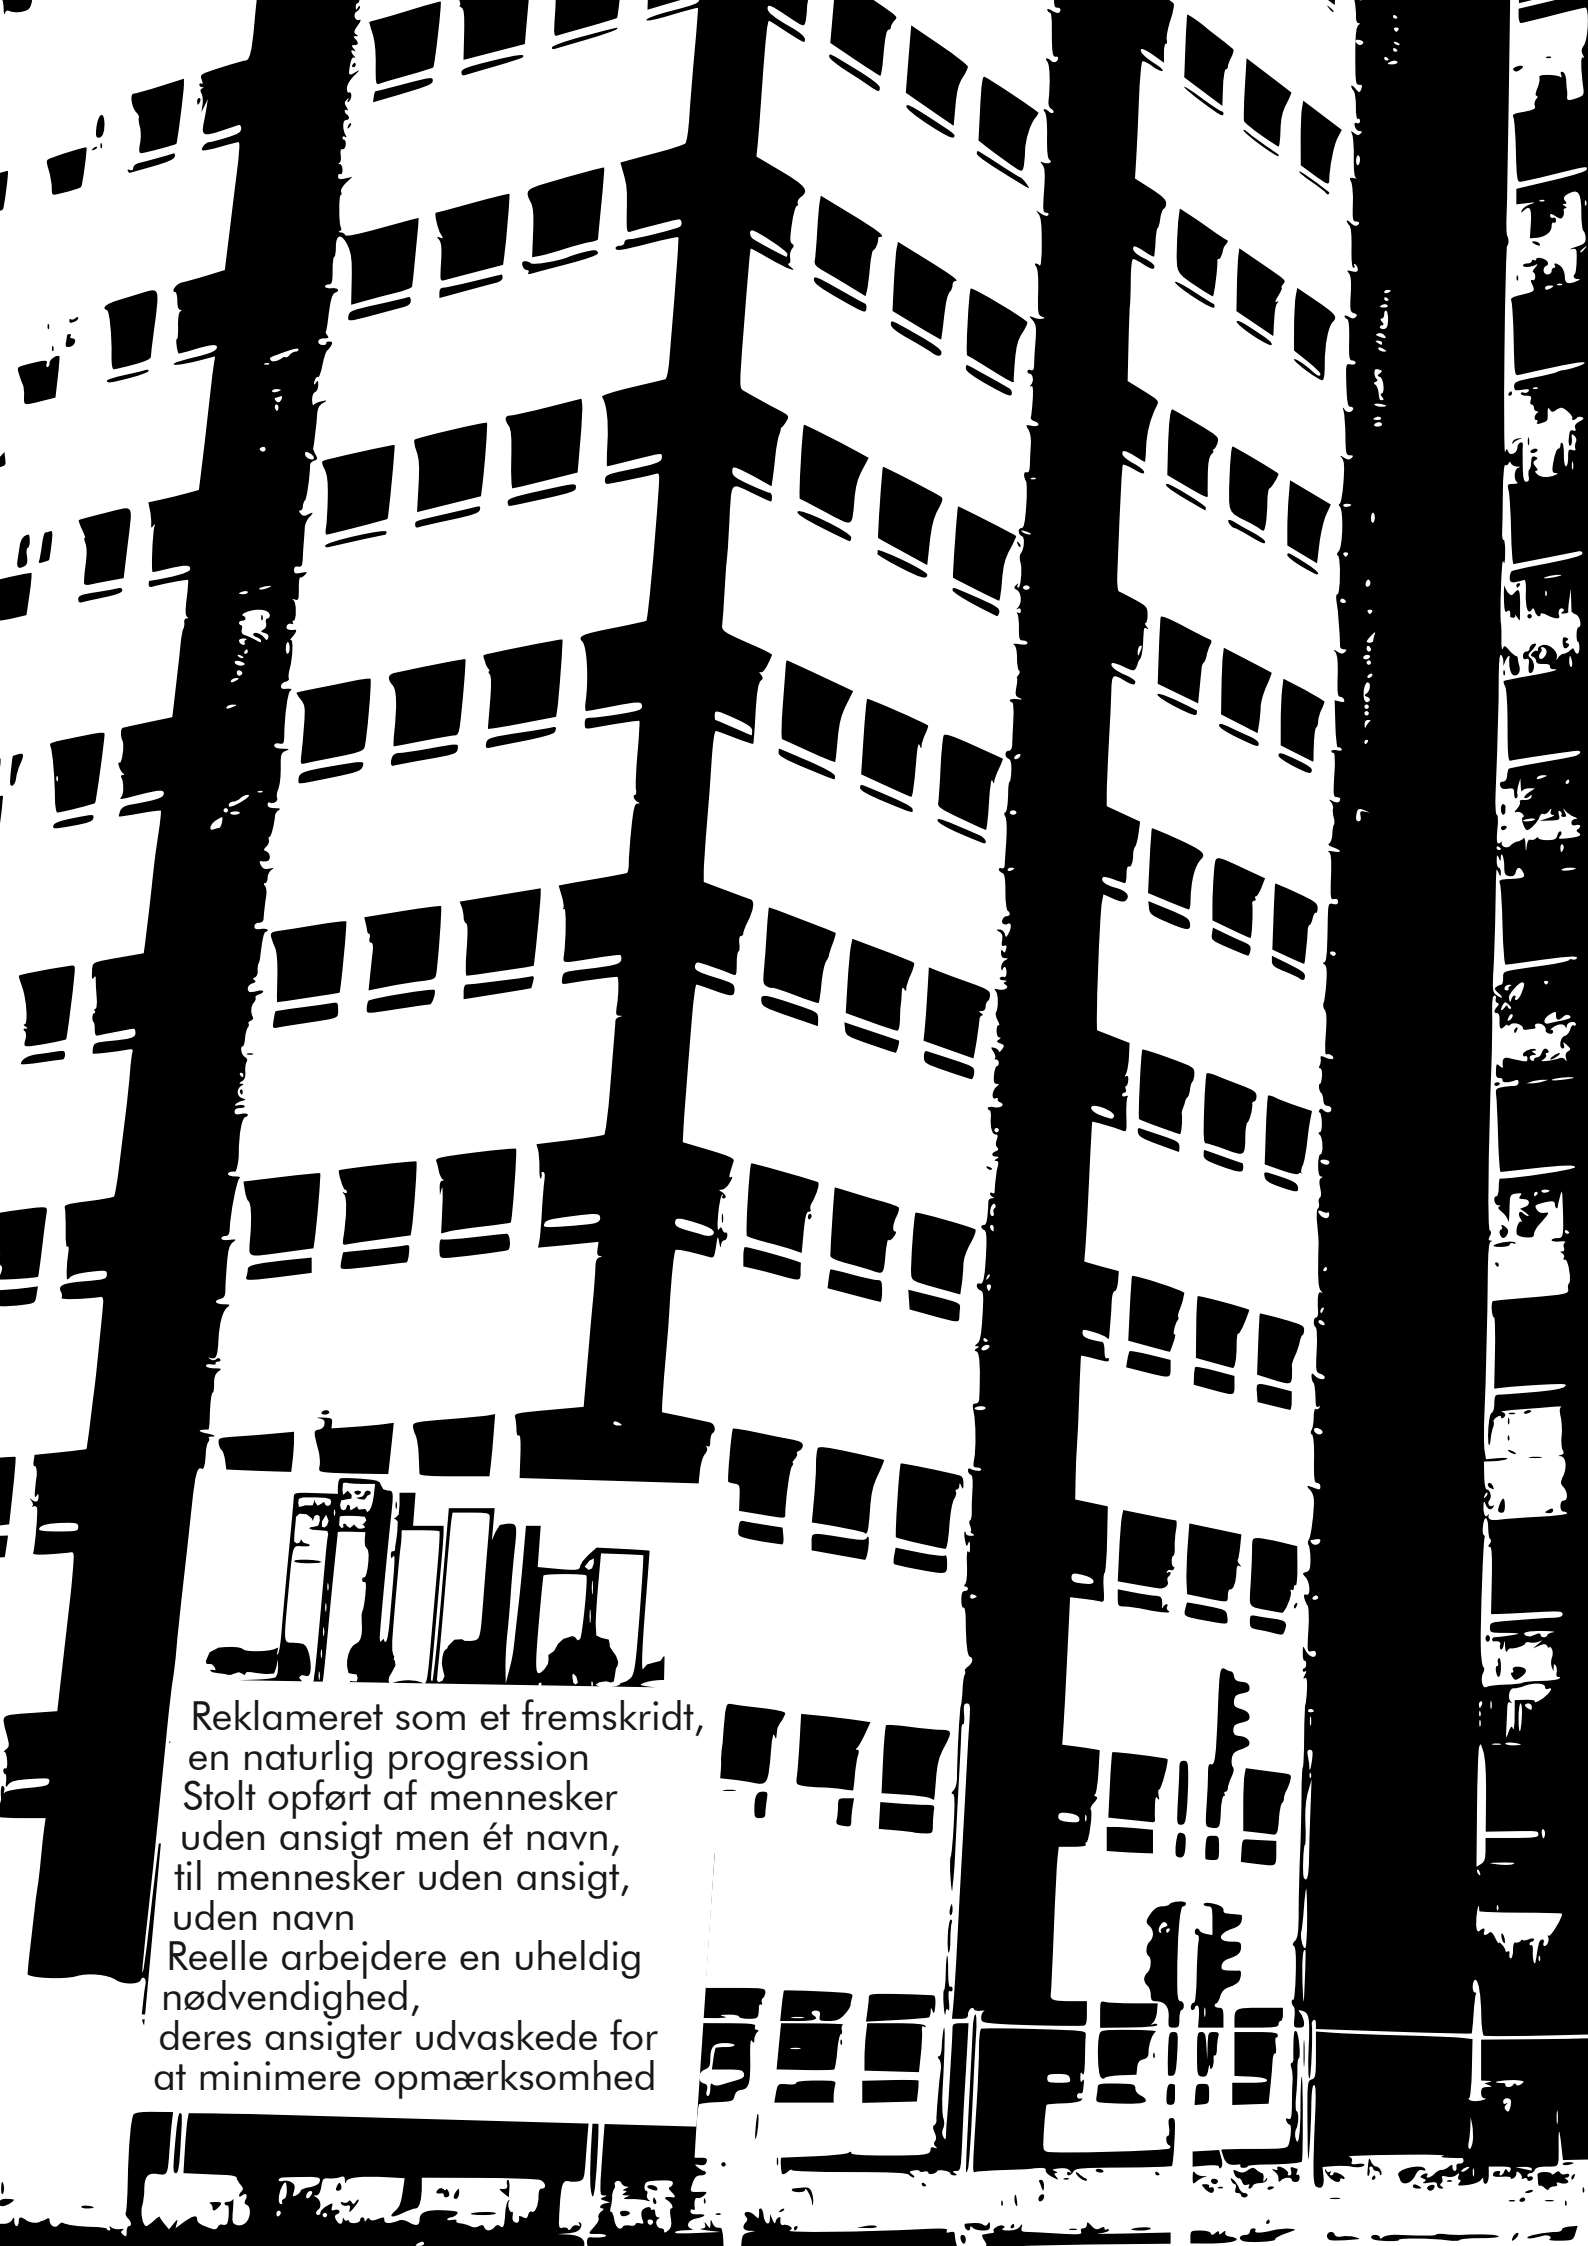 Reklameret som et fremskridt,
en naturlig progression
Stolt opført af mennesker
uden ansigt men ét navn,
til mennesker uden ansigt,
uden navn
Reelle arbejdere en uheldig
nødvendighed,
deres ansigter udvaskede for
at minimere opmærksomhed